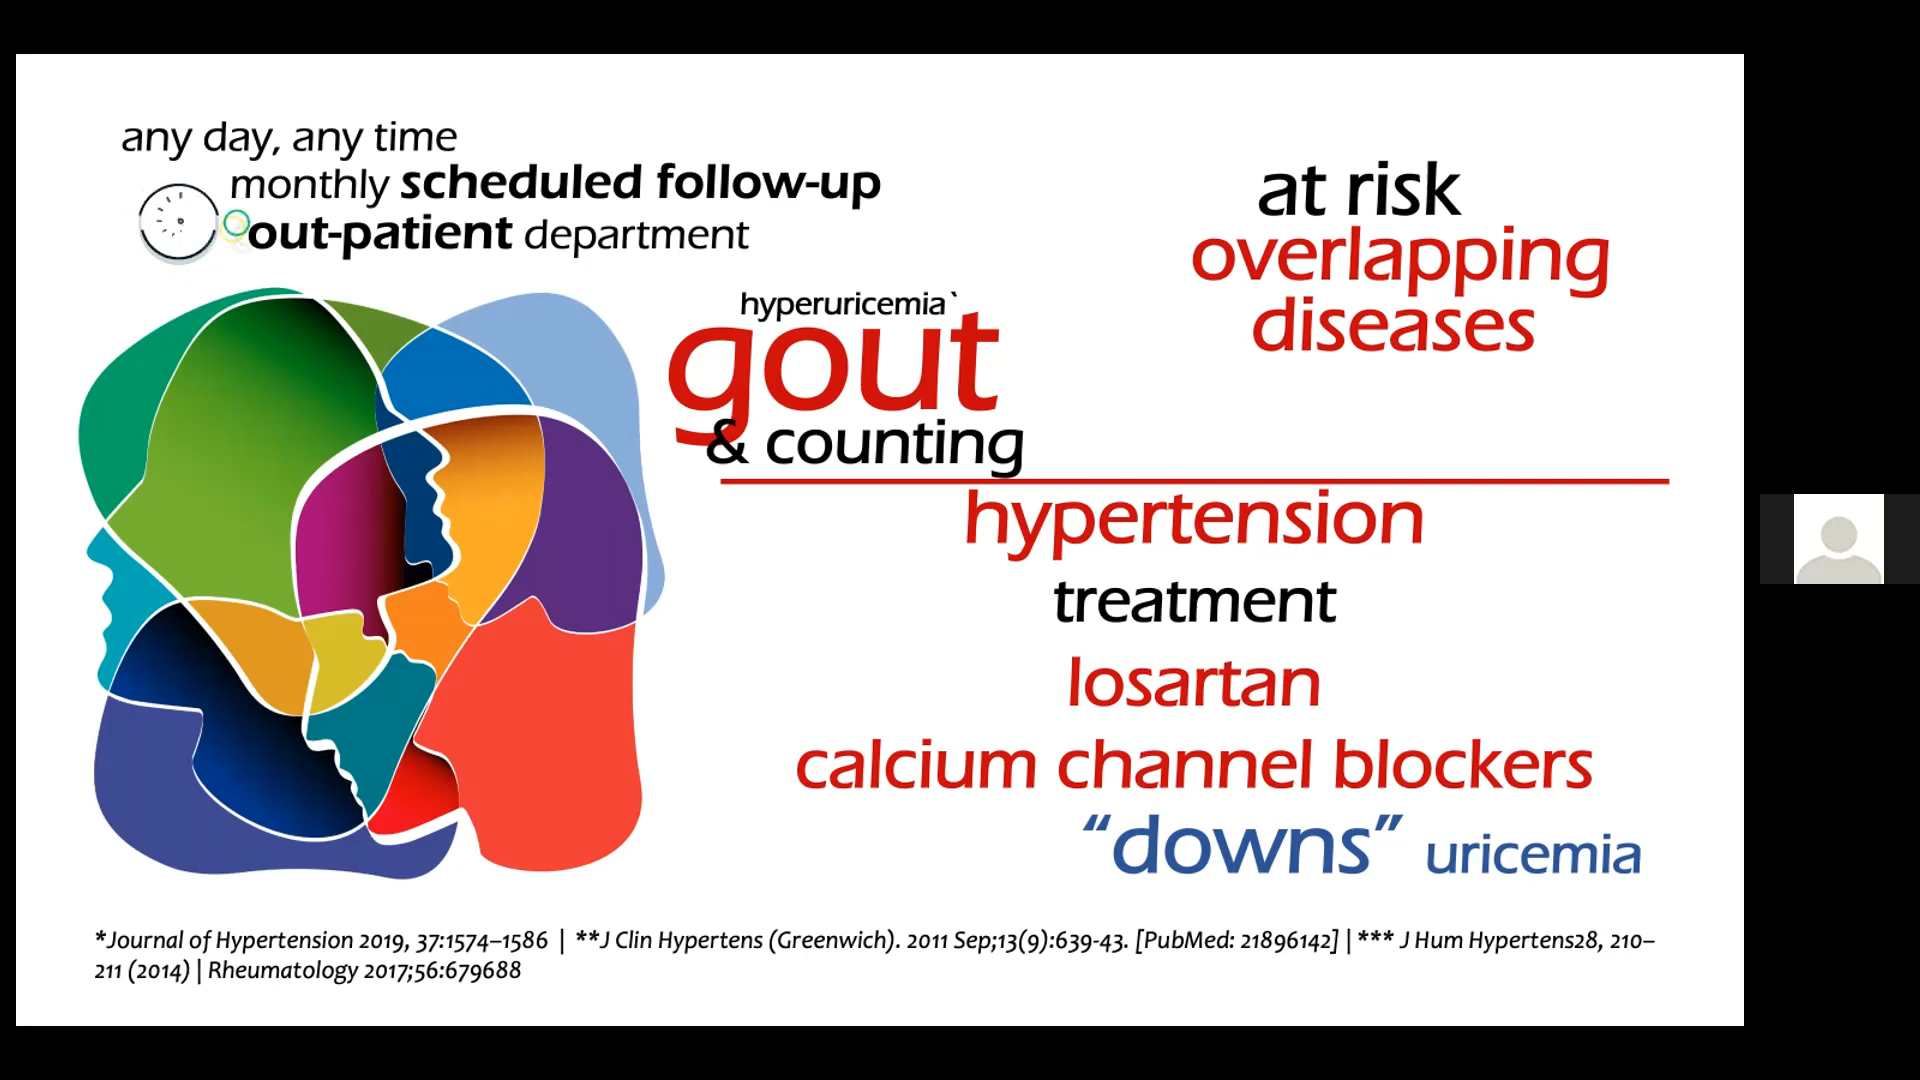 any day, any time
monthly scheduled follow-up
out-patient department
at risk
overlapping
diseases
hyperuricemia`
gout
& counting
hypertension
treatment
losartan
calcium channel blockers
“downs” uricemia
*Journal of Hypertension 2019, 37:1574–1586 | **J Clin Hypertens (Greenwich). 2011 Sep;13(9):639-43. [PubMed: 21896142] | *** J Hum Hypertens28, 210–
211 (2014) | Rheumatology 2017;56:679688